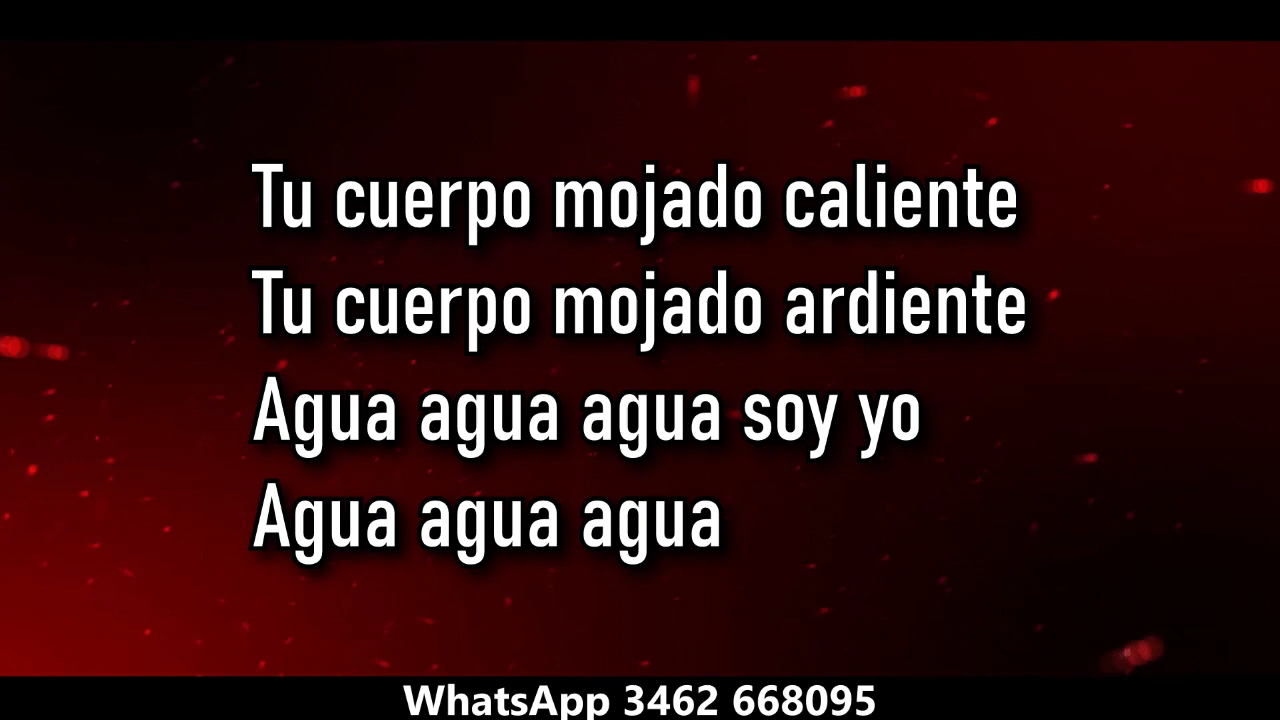 Tu cuerpo mojado caliente
Tu cuerpo mojado ardiente
Agua agua agua soy yo
Agua agua agua
WhatsApp 3462 668095